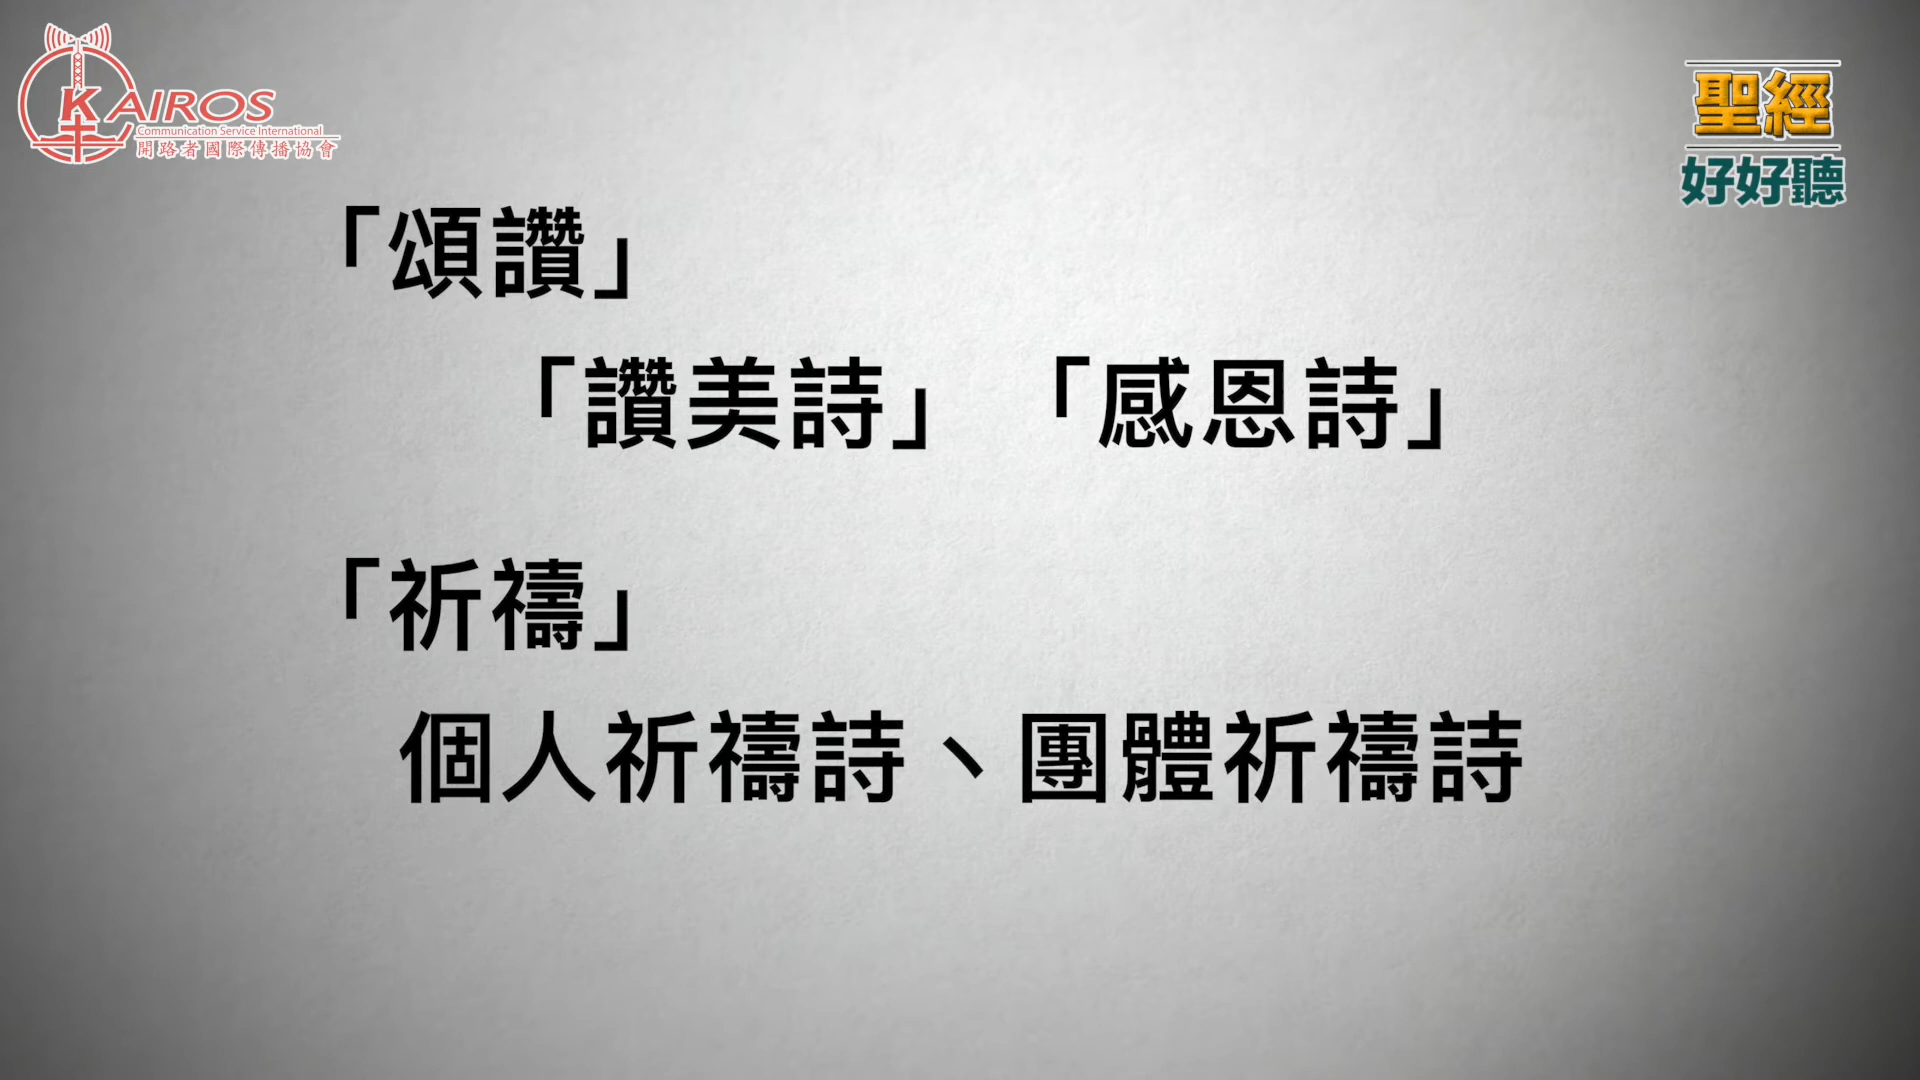 KAIROS
Communication Service International
開路者國際傳播協會
聖經
好好聽
「頌讚」
「讚美詩」 「感恩詩」
「祈禱」
個人祈禱詩、團體祈禱詩